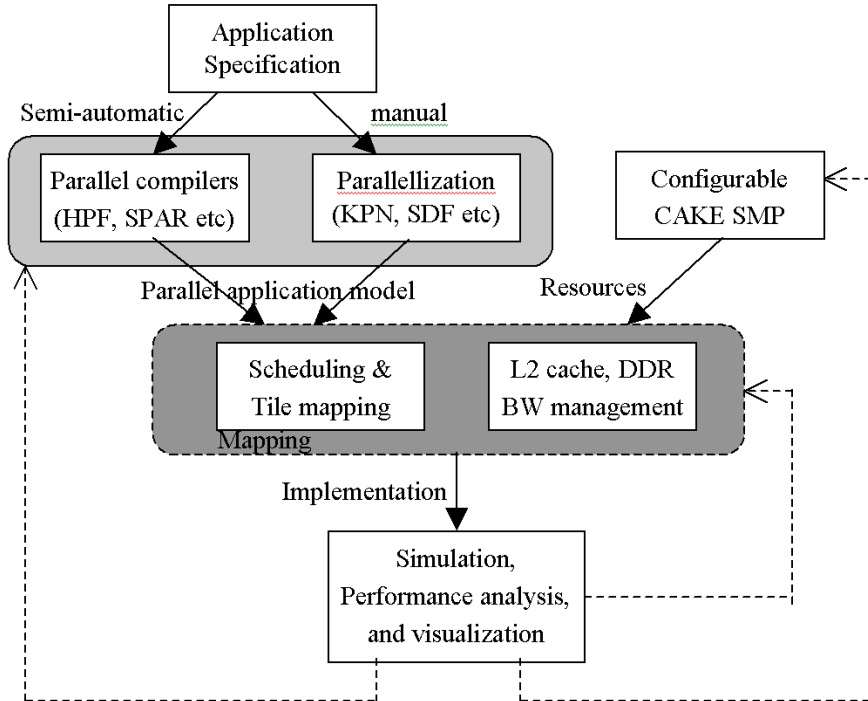 Application
Specification
Semi-automatic
manual
Parallel compilers
(HPF, SPAR etc)
Parallellization
(KPN, SDF etc)
Configurable
CAKE SMP
Parallel application model
Resources
Scheduling &
Tile mapping
L2 cache, DDR
BW management
Mapping
Implementation
Simulation,
Performance analysis,
and visualization